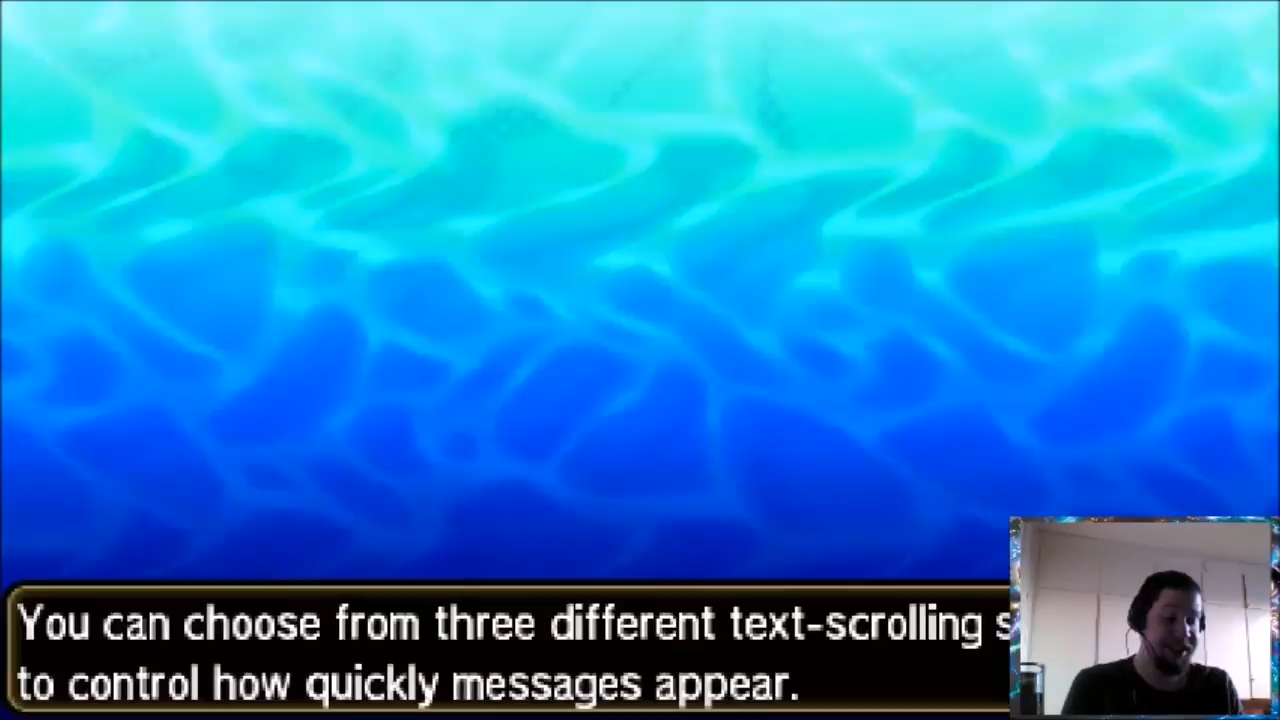 You can choose from three different text-scrolling
to control how quickly messages appear.